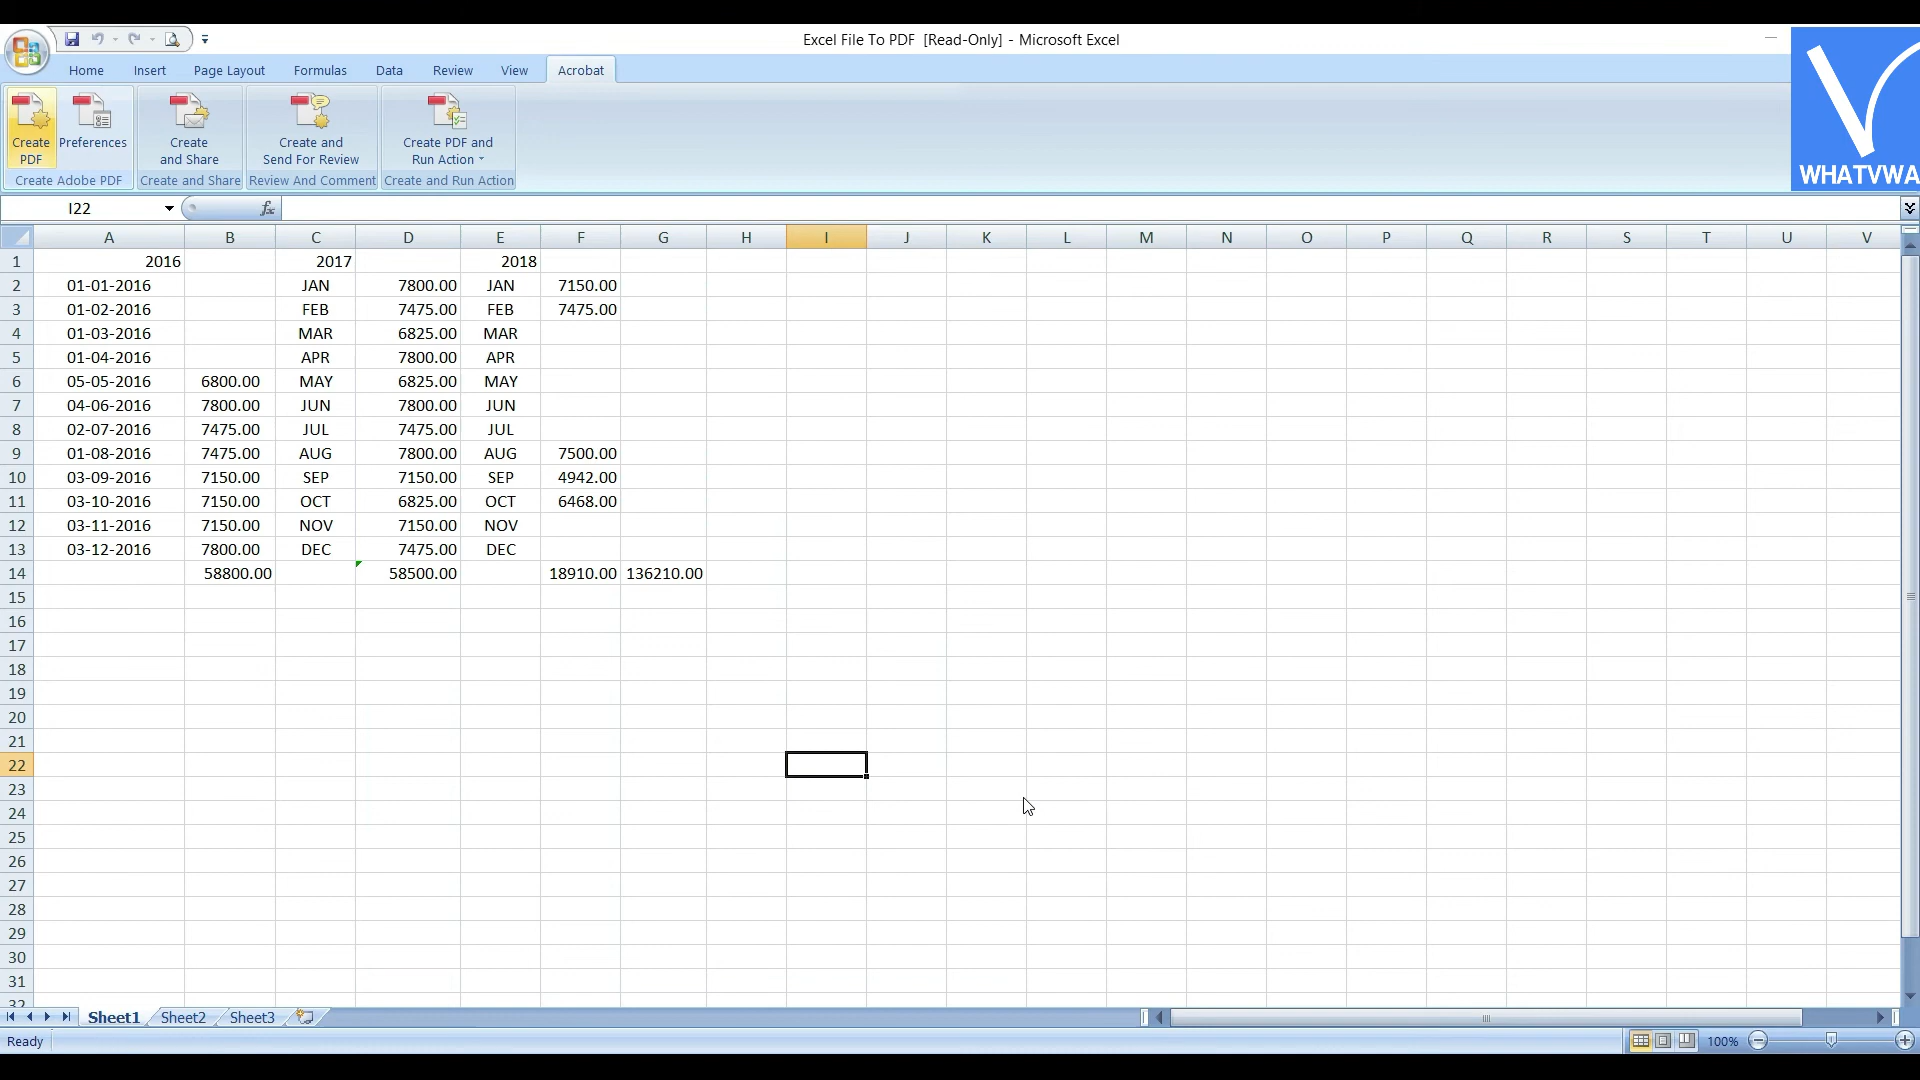 Excel File To PDF [Read-Only] - Microsoft Excel
Home Insert Page Layout Formulas Data Review View Acrobat
Create PDF
Preferences
Create and Share
Create and Send For Review
Create PDF and Run Action
Create Adobe PDF Create and Share Review And Comment Create and Run Action
WHATVWA
I22 fx
A B C D E F G H I J K L M N O P Q R S T U V
1 2016 2017 2018
2 01-01-2016 JAN 7800.00 JAN 7150.00
3 01-02-2016 FEB 7475.00 FEB 7475.00
4 01-03-2016 MAR 6825.00 MAR
5 01-04-2016 APR 7800.00 APR
6 05-05-2016 6800.00 MAY 6825.00 MAY
7 04-06-2016 7800.00 JUN 7800.00 JUN
8 02-07-2016 7475.00 JUL 7475.00 JUL
9 01-08-2016 7475.00 AUG 7800.00 AUG 7500.00
10 03-09-2016 7150.00 SEP 7150.00 SEP 4942.00
11 03-10-2016 7150.00 OCT 6825.00 OCT 6468.00
12 03-11-2016 7150.00 NOV 7150.00 NOV
13 03-12-2016 7800.00 DEC 7475.00 DEC
14 58800.00 58500.00 18910.00 136210.00
15
16
17
18
19
20
21
22
23
24
25
26
27
28
29
30
31
32
Sheet1 Sheet2 Sheet3
Ready 100%